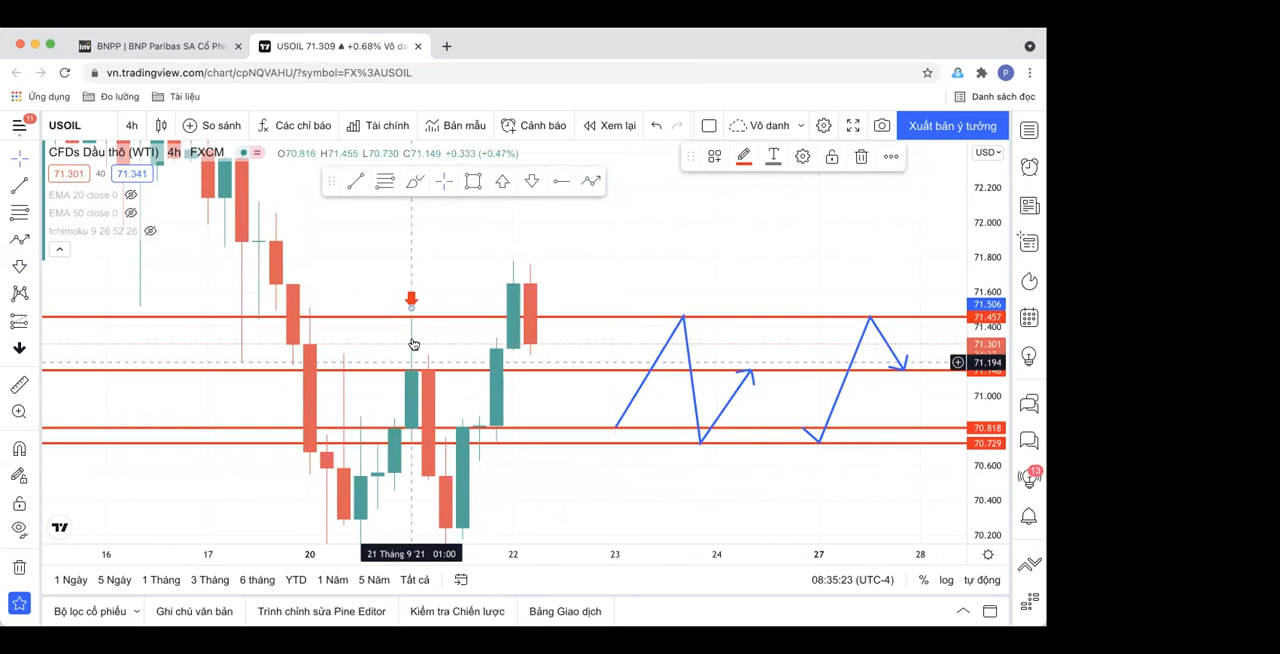 BNPP | BNP Paribas SA Cổ Phi
USOIL 71.309 ▲ +0.68% Vô da
vn.tradingview.com/chart/cpNQVAHU/?symbol=FX%3AUSOIL
P
Ứng dụng Đo lường Tài liệu Danh sách đọc
11
USOIL 4h So sánh Các chỉ báo Tài chính Bản mẫu Cảnh báo Xem lại Vô danh Xuất bản ý tưởng
CFDs Dầu thô (WTI) 4h FXCM O70.816 H71.455 L70.730 C71.149 +0.333 (+0.47%)
USD
71.301 40 71.341
EMA 20 close 0
EMA 50 close 0
Ichimoku 9 26 52 26
72.200
72.000
71.800
71.600
71.506
71.457
71.400
71.301
71.194
71.000
70.818
70.729
70.600
70.400
70.200
13
16 17 20 21 Tháng 9 '21 01:00 22 23 24 27 28
1 Ngày 5 Ngày 1 Tháng 3 Tháng 6 tháng YTD 1 Năm 5 Năm Tất cả 08:35:23 (UTC-4) % log tự động
Bộ lọc cổ phiếu Ghi chú văn bản Trình chỉnh sửa Pine Editor Kiểm tra Chiến lược Bảng Giao dịch